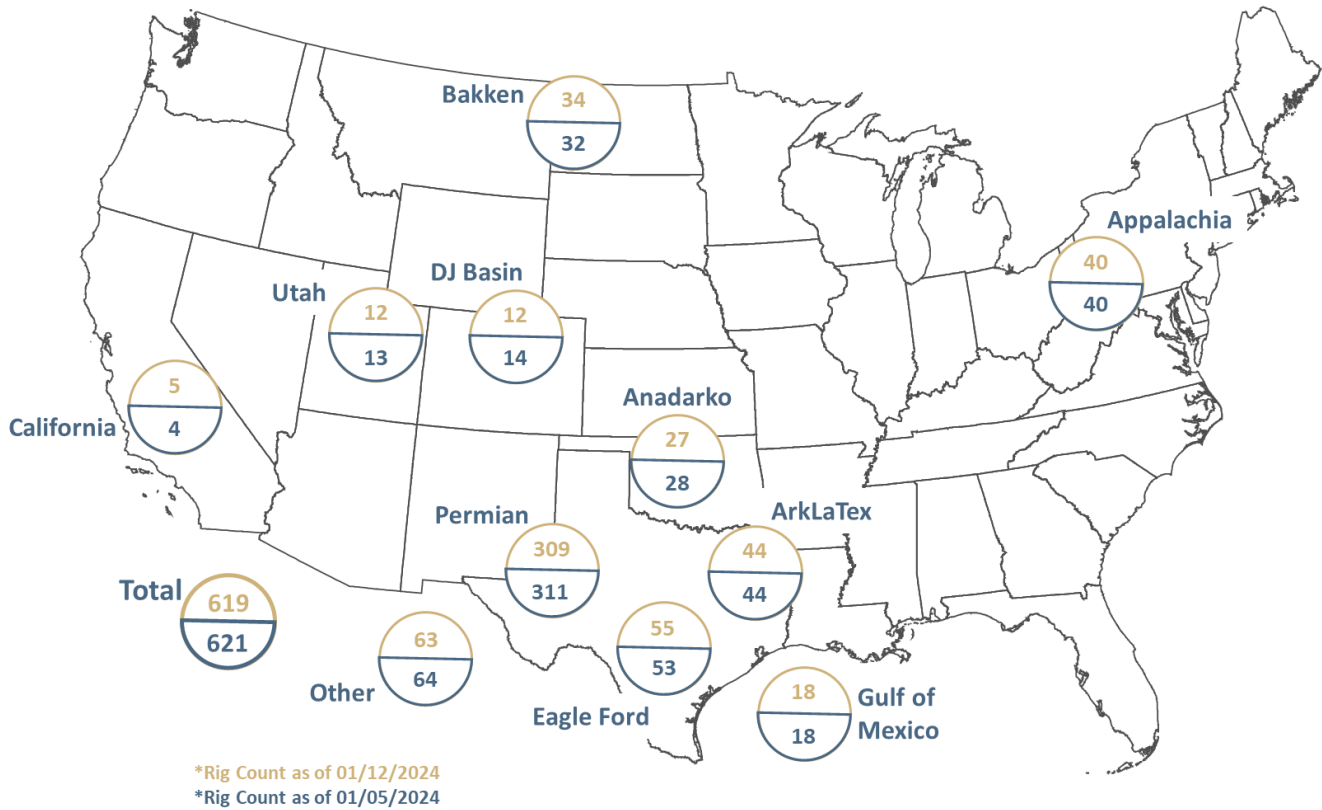 Bakken
34
32
Appalachia
40
40
DJ Basin
12
14
Utah
12
13
California
5
4
Anadarko
27
28
Permian
309
311
ArkLaTex
44
44
Total
619
621
Other
63
64
Eagle Ford
55
53
Gulf of
Mexico
18
18
*Rig Count as of 01/12/2024
*Rig Count as of 01/05/2024